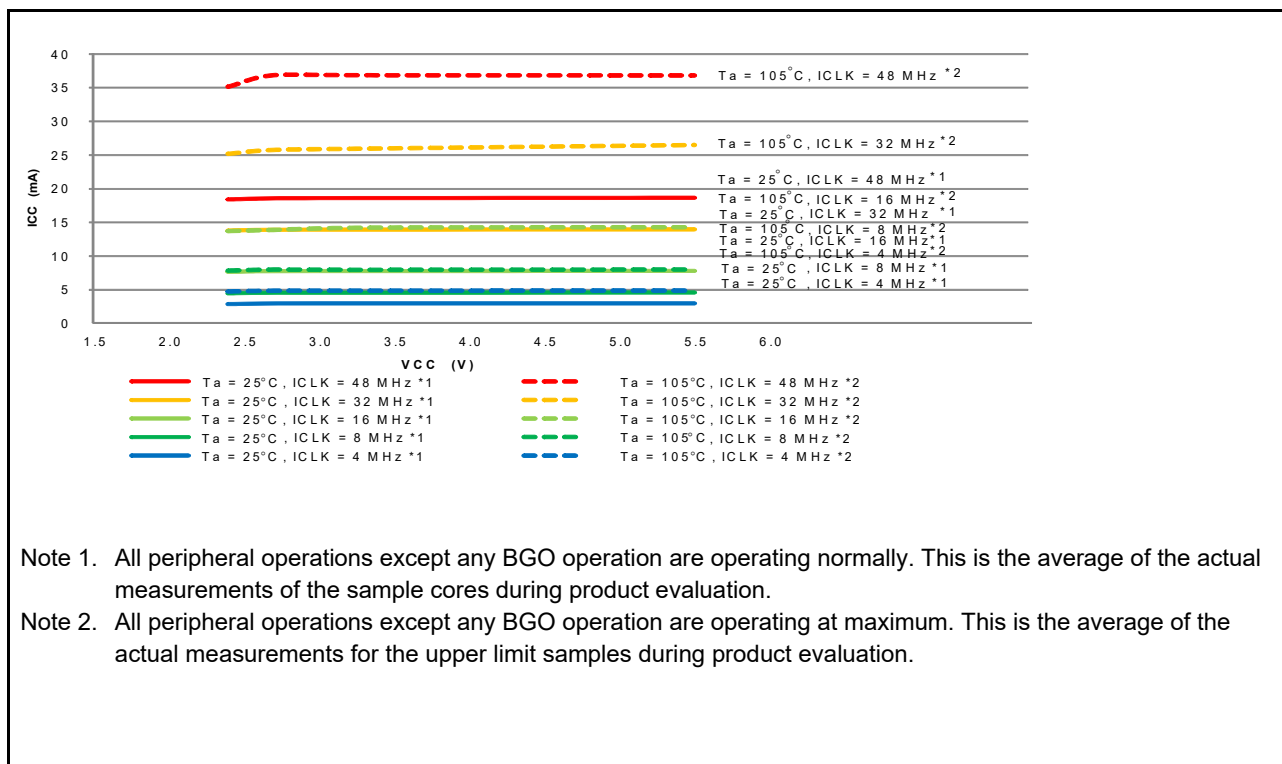 40
35
30
25
20
15
10
5
0
ICC (mA)
1.5 2.0 2.5 3.0 3.5 4.0 4.5 5.0 5.5 6.0
VCC (V)
Ta = 105°C, ICLK = 48 MHz *2
Ta = 105°C, ICLK = 32 MHz *2
Ta = 25°C, ICLK = 48 MHz *1
Ta = 105°C, ICLK = 16 MHz *2
Ta = 25°C, ICLK = 32 MHz *1
Ta = 105°C, ICLK = 8 MHz *2
Ta = 25°C, ICLK = 16 MHz *1
Ta = 105°C, ICLK = 4 MHz *2
Ta = 25°C, ICLK = 8 MHz *1
Ta = 25°C, ICLK = 4 MHz *1
Ta = 25°C, ICLK = 48 MHz *1 Ta = 105°C, ICLK = 48 MHz *2
Ta = 25°C, ICLK = 32 MHz *1 Ta = 105°C, ICLK = 32 MHz *2
Ta = 25°C, ICLK = 16 MHz *1 Ta = 105°C, ICLK = 16 MHz *2
Ta = 25°C, ICLK = 8 MHz *1 Ta = 105°C, ICLK = 8 MHz *2
Ta = 25°C, ICLK = 4 MHz *1 Ta = 105°C, ICLK = 4 MHz *2
Note 1. All peripheral operations except any BGO operation are operating normally. This is the average of the actual
measurements of the sample cores during product evaluation.
Note 2. All peripheral operations except any BGO operation are operating at maximum. This is the average of the
actual measurements for the upper limit samples during product evaluation.